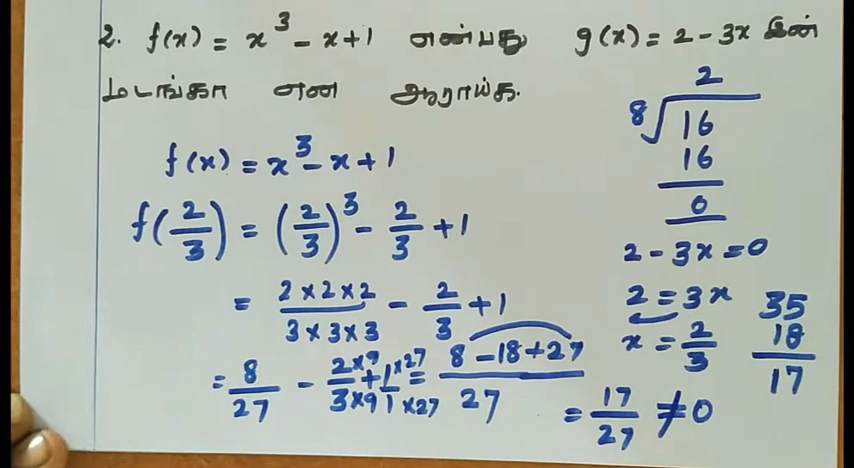 2. f(x) = x³ - x + 1 என்பது g(x) = 2 - 3x இன்
மடங்கா என ஆராய்க.
f(x) = x³ - x + 1
f(2/3) = (2/3)³ - 2/3 + 1
= 2×2×2/3×3×3 - 2/3 + 1
= 8/27 - 2×9/3×9 + 1×27/1×27 = 8 - 18 + 27/27
= 17/27 ≠ 0
2
8√16
16
0
2 - 3x = 0
2 = 3x
x = 2/3
35
18
17